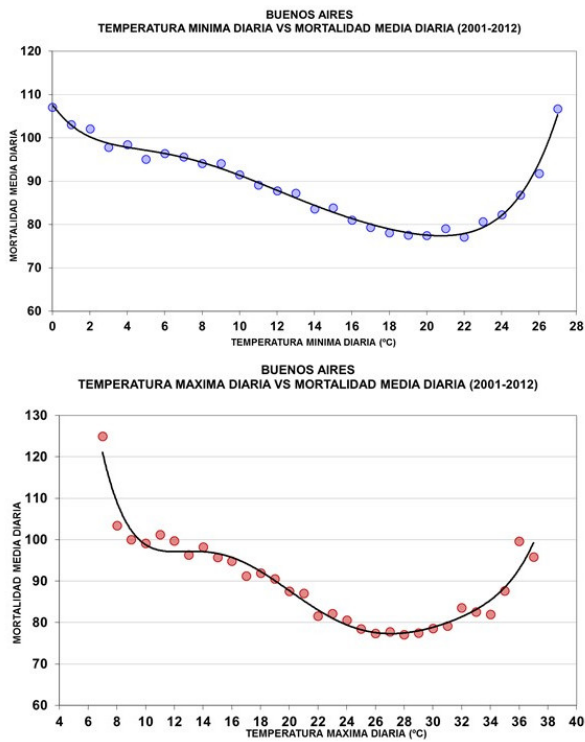 BUENOS AIRES
TEMPERATURA MINIMA DIARIA VS MORTALIDAD MEDIA DIARIA (2001-2012)
MORTALIDAD MEDIA DIARIA
120
110
100
90
80
70
60
0 2 4 6 8 10 12 14 16 18 20 22 24 26 28
TEMPERATURA MINIMA DIARIA (ºC)
BUENOS AIRES
TEMPERATURA MAXIMA DIARIA VS MORTALIDAD MEDIA DIARIA (2001-2012)
MORTALIDAD MEDIA DIARIA
130
120
110
100
90
80
70
60
4 6 8 10 12 14 16 18 20 22 24 26 28 30 32 34 36 38 40
TEMPERATURA MAXIMA DIARIA (ºC)